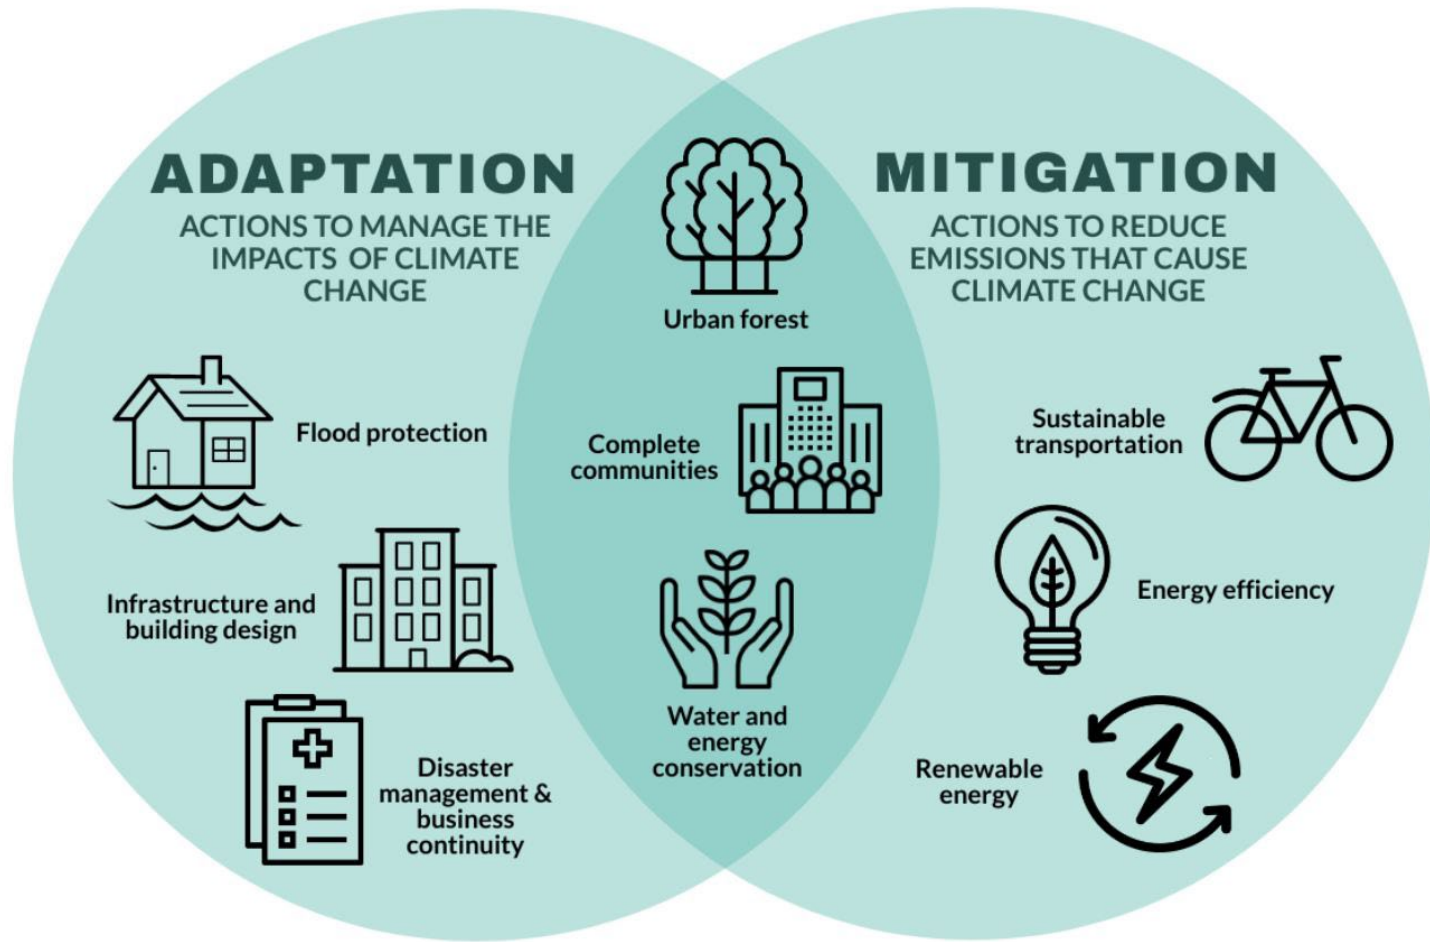 ADAPTATION
ACTIONS TO MANAGE THE
IMPACTS OF CLIMATE
CHANGE
Flood protection
Infrastructure and
building design
Disaster
management &
business
continuity
Urban forest
Complete
communities
Water and
energy
conservation
MITIGATION
ACTIONS TO REDUCE
EMISSIONS THAT CAUSE
CLIMATE CHANGE
Sustainable
transportation
Energy efficiency
Renewable
energy